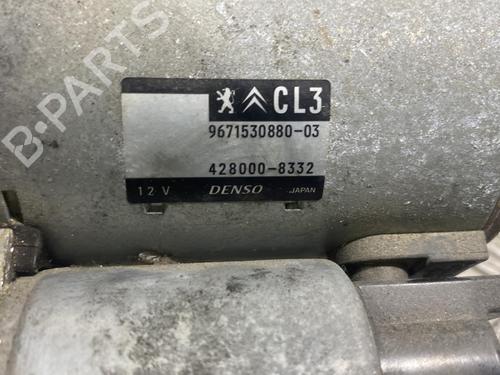 B-PARTS
CL3
9671530880-03
428000-8332
12 V DENSO JAPAN